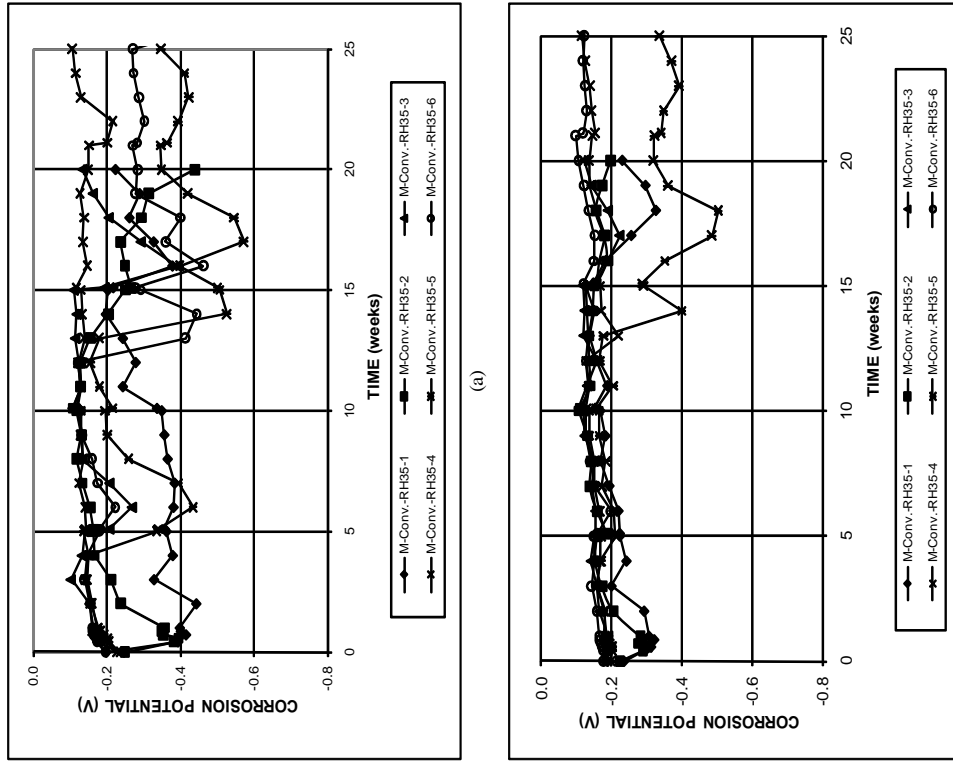 0.0
-0.2
-0.4
-0.6
-0.8
0
5
10
15
20
25
TIME (weeks)
CORROSION POTENTIAL (V)
M-Conv.-RH35-1
M-Conv.-RH35-2
M-Conv.-RH35-3
M-Conv.-RH35-4
M-Conv.-RH35-5
M-Conv.-RH35-6
(a)
0.0
-0.2
-0.4
-0.6
-0.8
0
5
10
15
20
25
TIME (weeks)
CORROSION POTENTIAL (V)
M-Conv.-RH35-1
M-Conv.-RH35-2
M-Conv.-RH35-3
M-Conv.-RH35-4
M-Conv.-RH35-5
M-Conv.-RH35-6